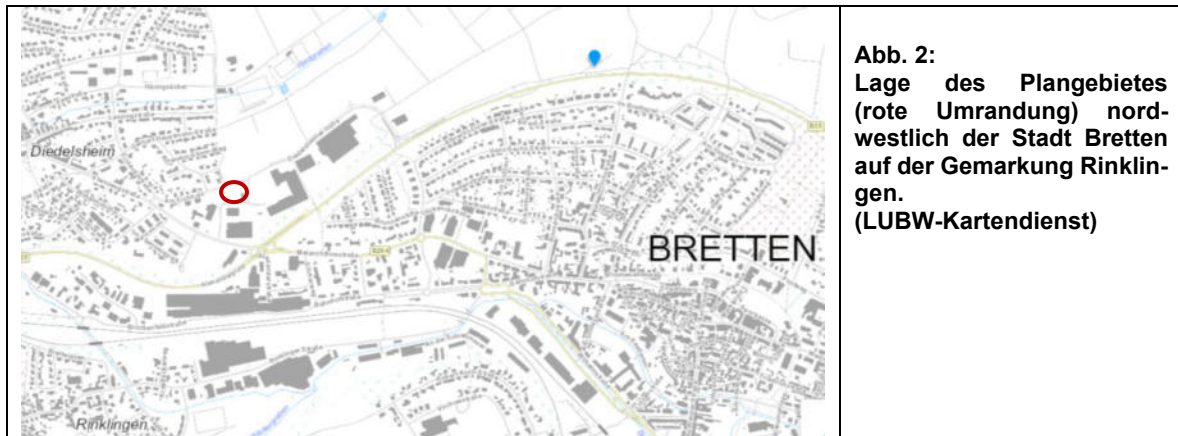 Diedelsheim
BRETTEN
Rinklingen
Abb. 2:
Lage des Plangebietes
(rote Umrandung) nord-
westlich der Stadt Bretten
auf der Gemarkung Rinklin-
gen.
(LUBW-Kartendienst)